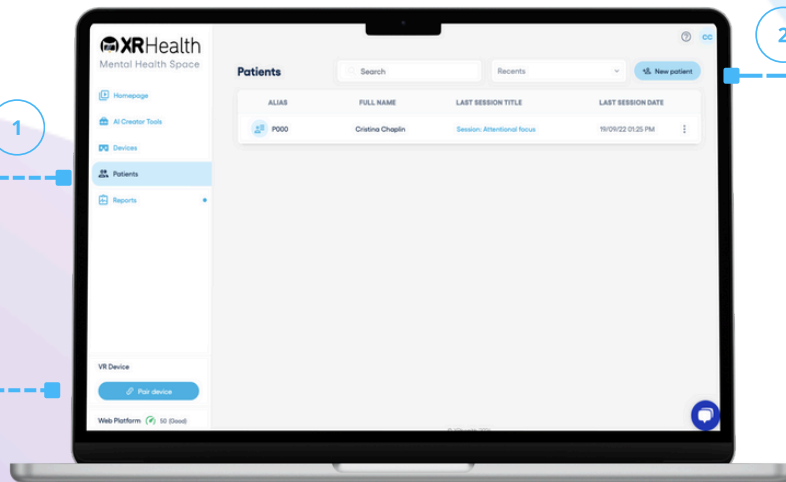 XRHealth
Mental Health Space
Homepage
AI Creator Tools
Devices
Patients
Reports
VR Device
Pair device
Web Platform 50 (Good)
CC
Patients
Search
Recents
New patient
ALIAS FULL NAME LAST SESSION TITLE LAST SESSION DATE
P000 Cristina Chaplin Session: Attentional focus 19/09/22 01:25 PM
1
2